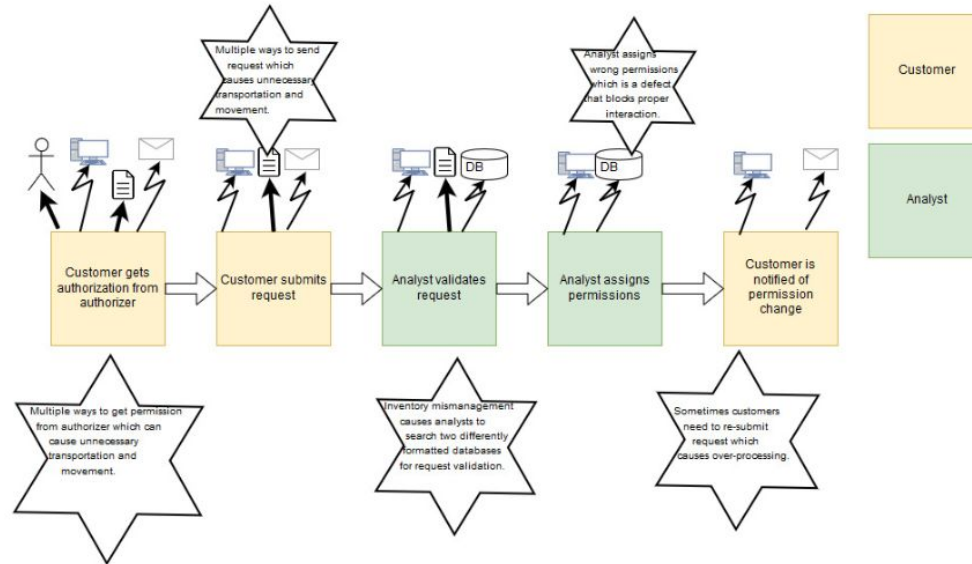 Multiple ways to send
request which
causes unnecessary
transportation and
movement.
Analyst assigns
wrong permissions
which is a defect
that blocks proper
interaction.
Customer
Analyst
DB
DB
Customer gets
authorization from
authorizer
Customer submits
request
Analyst validates
request
Analyst assigns
permissions
Customer is
notified of
permission
change
Multiple ways to get permission
from authorizer which can
cause unnecessary
transportation and
movement.
Inventory mismanagement
causes analysts to
search two differently
formatted databases
for request validation.
Sometimes customers
need to re-submit
request which
causes over-processing.